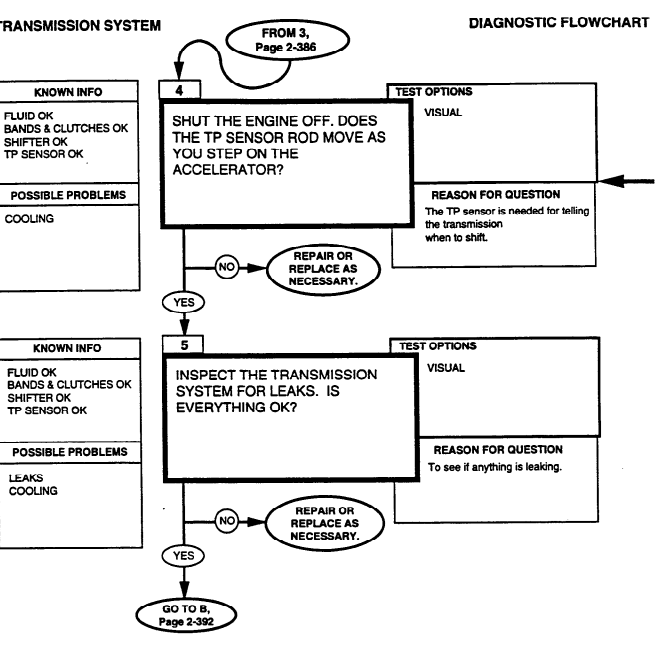 TRANSMISSION SYSTEM
DIAGNOSTIC FLOWCHART
FROM 3,
Page 2-386
KNOWN INFO
FLUID OK
BANDS & CLUTCHES OK
SHIFTER OK
TP SENSOR OK
POSSIBLE PROBLEMS
COOLING
4
SHUT THE ENGINE OFF. DOES
THE TP SENSOR ROD MOVE AS
YOU STEP ON THE
ACCELERATOR?
TEST OPTIONS
VISUAL
REASON FOR QUESTION
The TP sensor is needed for telling
the transmission
when to shift.
NO
REPAIR OR
REPLACE AS
NECESSARY.
YES
KNOWN INFO
FLUID OK
BANDS & CLUTCHES OK
SHIFTER OK
TP SENSOR OK
POSSIBLE PROBLEMS
LEAKS
COOLING
5
INSPECT THE TRANSMISSION
SYSTEM FOR LEAKS. IS
EVERYTHING OK?
TEST OPTIONS
VISUAL
REASON FOR QUESTION
To see if anything is leaking.
NO
REPAIR OR
REPLACE AS
NECESSARY.
YES
GO TO B,
Page 2-392